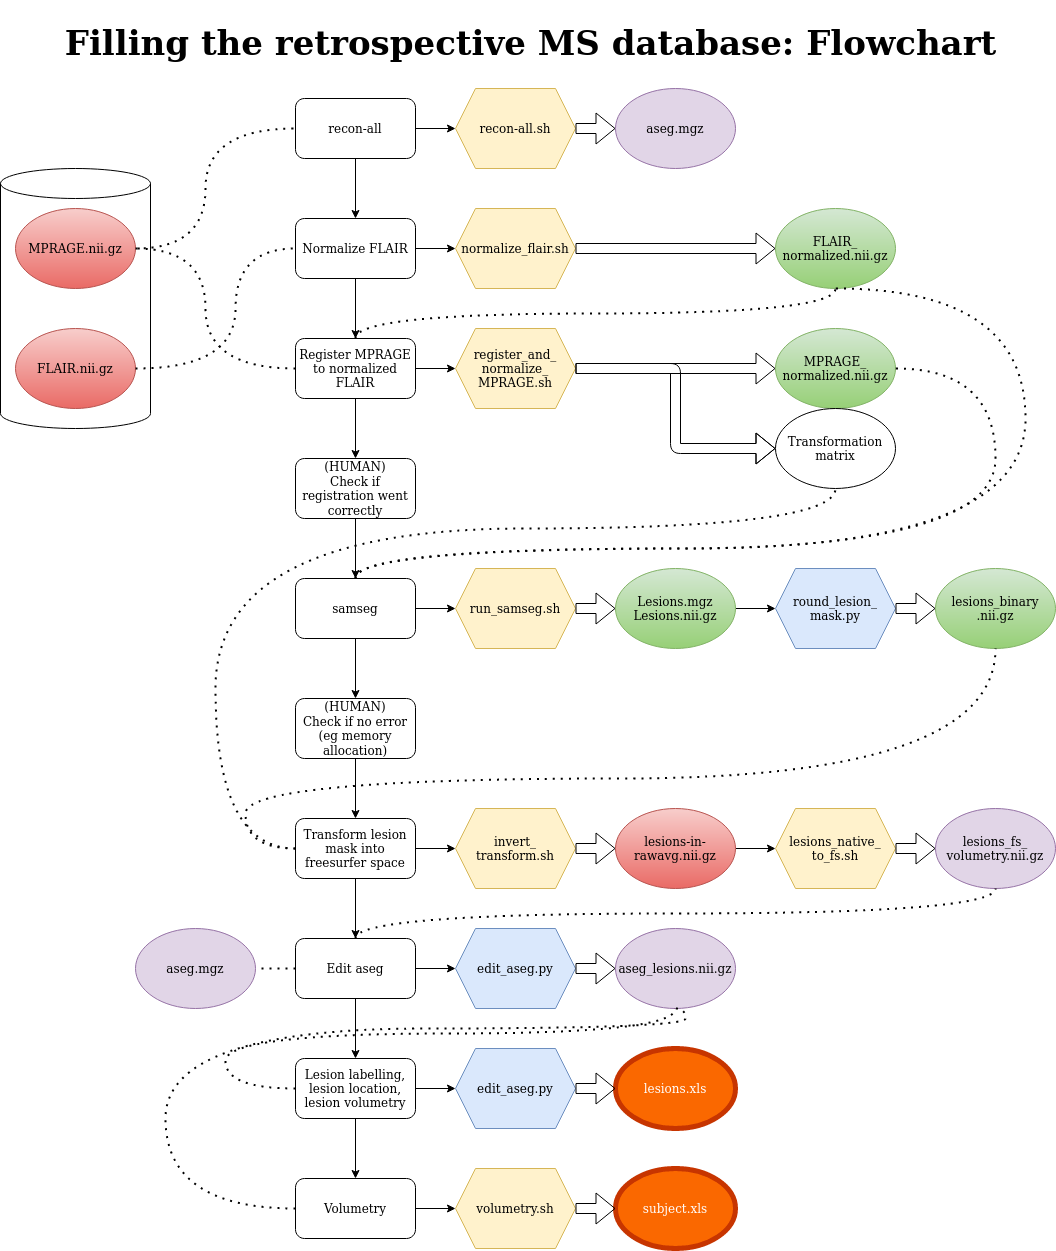 Filling the retrospective MS database: Flowchart
recon-all
recon-all.sh
aseg.mgz
MPRAGE.nii.gz
Normalize FLAIR
normalize_flair.sh
FLAIR_
normalized.nii.gz
FLAIR.nii.gz
Register MPRAGE
to normalized
FLAIR
register_and_
normalize_
MPRAGE.sh
MPRAGE_
normalized.nii.gz
Transformation
matrix
(HUMAN)
Check if
registration went
correctly
samseg
run_samseg.sh
Lesions.mgz
Lesions.nii.gz
round_lesion_
mask.py
lesions_binary
.nii.gz
(HUMAN)
Check if no error
(eg memory
allocation)
Transform lesion
mask into
freesurfer space
invert_
transform.sh
lesions-in-
rawavg.nii.gz
lesions_native_
to_fs.sh
lesions_fs_
volumetry.nii.gz
aseg.mgz
Edit aseg
edit_aseg.py
aseg_lesions.nii.gz
Lesion labelling,
lesion location,
lesion volumetry
edit_aseg.py
lesions.xls
Volumetry
volumetry.sh
subject.xls